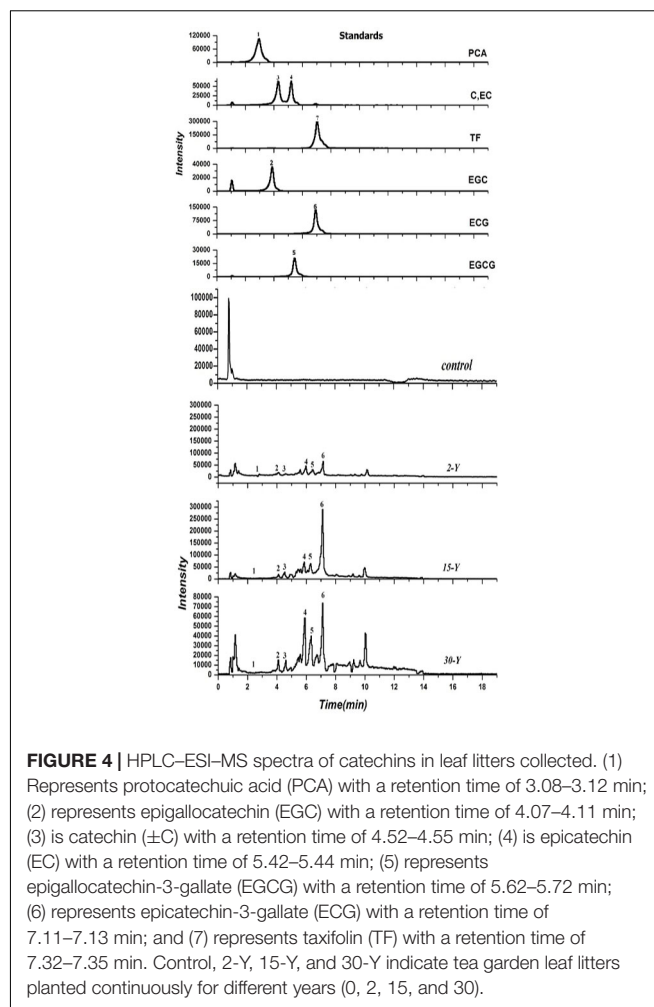 Standards
120000
60000
0
1
PCA
50000
25000
0
3 4
C,EC
300000
150000
0
7
TF
Intensity
40000
20000
0
2
EGC
150000
75000
0
6
ECG
30000
15000
0
5
EGCG
100000
80000
60000
40000
20000
0
control
300000
250000
200000
150000
100000
50000
0
1 2 3 4 5 6
2-Y
300000
250000
200000
150000
100000
50000
0
1 2 3 4 5 6
15-Y
Intensity
90000
80000
70000
60000
50000
40000
30000
20000
10000
0
1 2 3 4 5 6
30-Y
0 2 4 6 8 10 12 14 16 18
Time(min)
FIGURE 4 | HPLC–ESI–MS spectra of catechins in leaf litters collected. (1)
Represents protocatechuic acid (PCA) with a retention time of 3.08–3.12 min;
(2) represents epigallocatechin (EGC) with a retention time of 4.07–4.11 min;
(3) is catechin (±C) with a retention time of 4.52–4.55 min; (4) is epicatechin
(EC) with a retention time of 5.42–5.44 min; (5) represents
epigallocatechin-3-gallate (EGCG) with a retention time of 5.62–5.72 min;
(6) represents epicatechin-3-gallate (ECG) with a retention time of
7.11–7.13 min; and (7) represents taxifolin (TF) with a retention time of
7.32–7.35 min. Control, 2-Y, 15-Y, and 30-Y indicate tea garden leaf litters
planted continuously for different years (0, 2, 15, and 30).